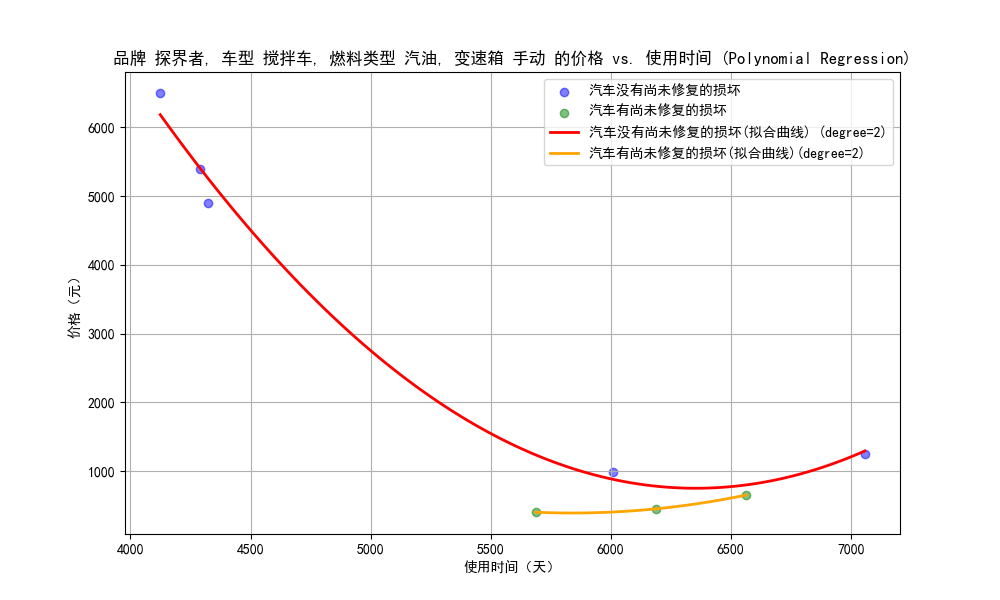 品牌 探界者, 车型 搅拌车, 燃料类型 汽油, 变速箱 手动 的价格 vs. 使用时间 (Polynomial Regression)
汽车没有尚未修复的损坏
汽车有尚未修复的损坏
汽车没有尚未修复的损坏(拟合曲线) (degree=2)
汽车有尚未修复的损坏(拟合曲线)(degree=2)
价格（元）
6000
5000
4000
3000
2000
1000
4000 4500 5000 5500 6000 6500 7000
使用时间（天）